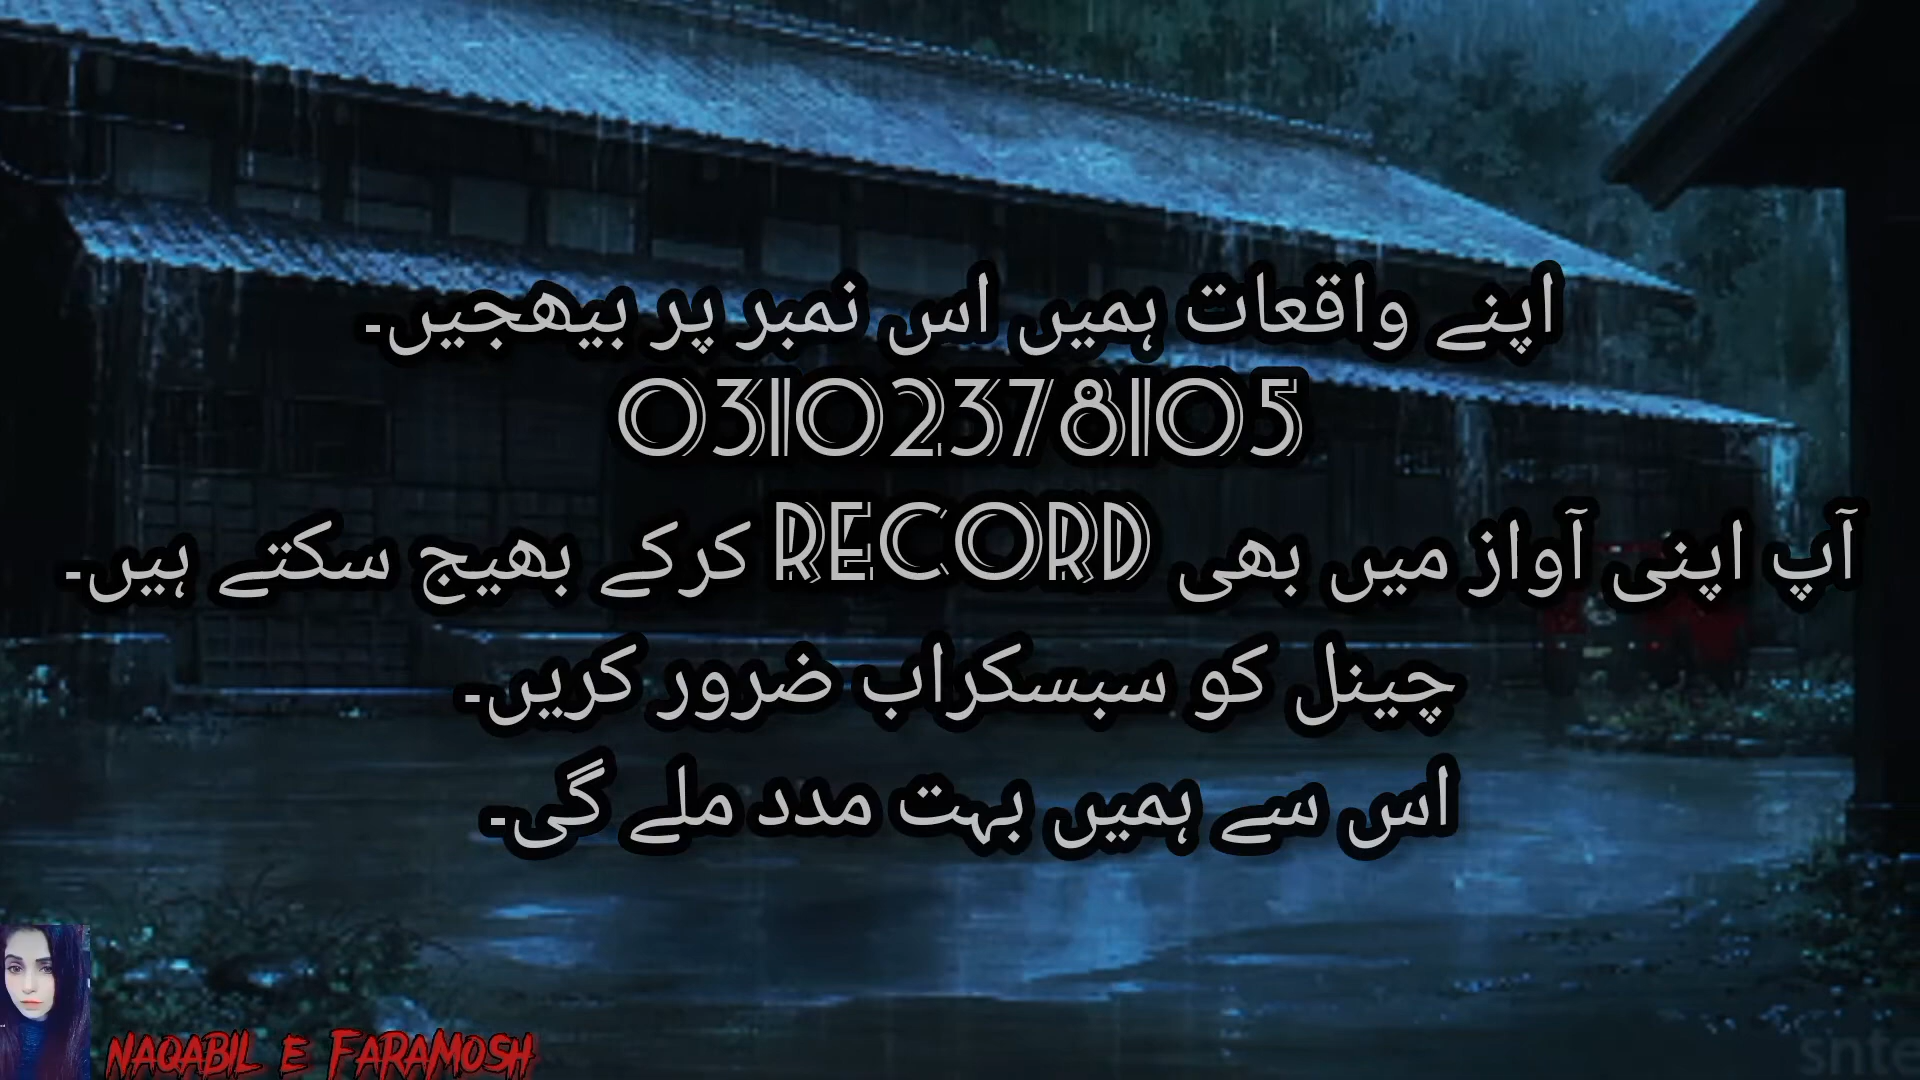 اپنے واقعات ہمیں اس نمبر پر بیھجیں۔
03102378105
آپ اپنی آواز میں بھی RECORD کرکے بھیج سکتے ہیں۔
چینل کو سبسکراب ضرور کریں۔
اس سے ہمیں بہت مدد ملے گی۔
NAQABIL E FARAMOSH
snte